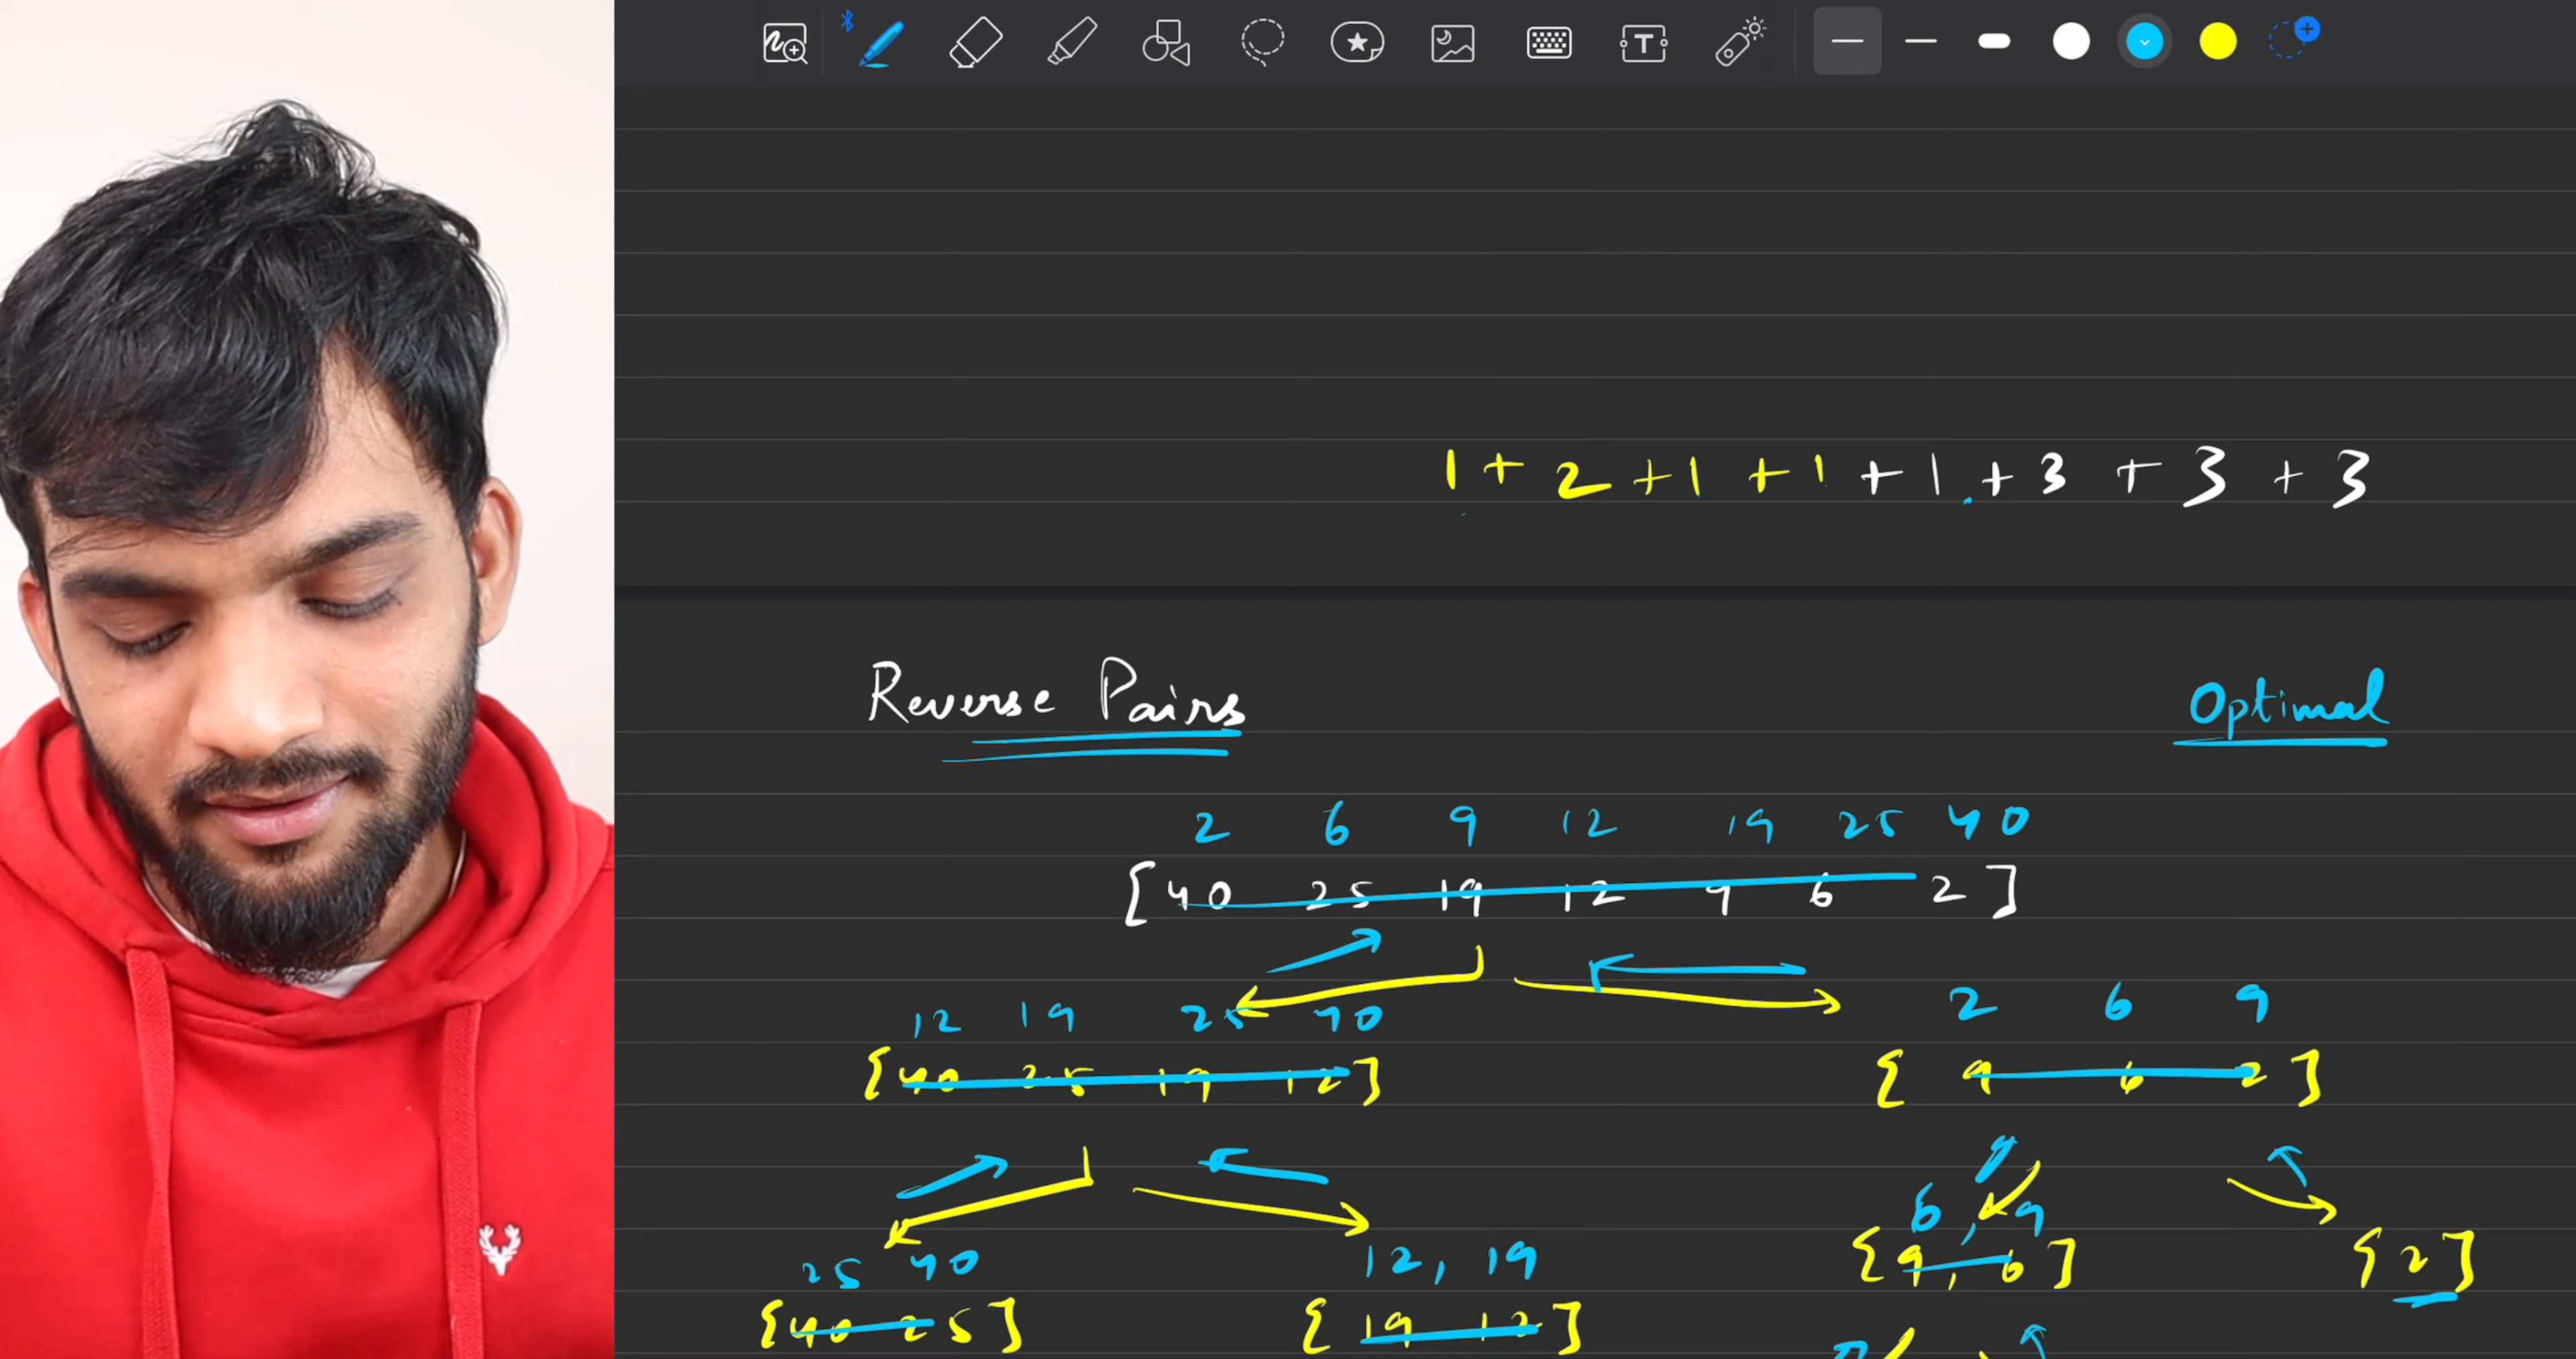 1 + 2 + 1 + 1 + 1 + 3 + 3 + 3
Reverse Pairs
Optimal
2 6 9 12 19 25 40
[40 25 19 12 9 6 2]
12 19 25 40
2 6 9
[40 25 19 12]
[9 6 2]
6, 9
25 40
12, 19
[9, 6]
[2]
[40 25]
[19 12]